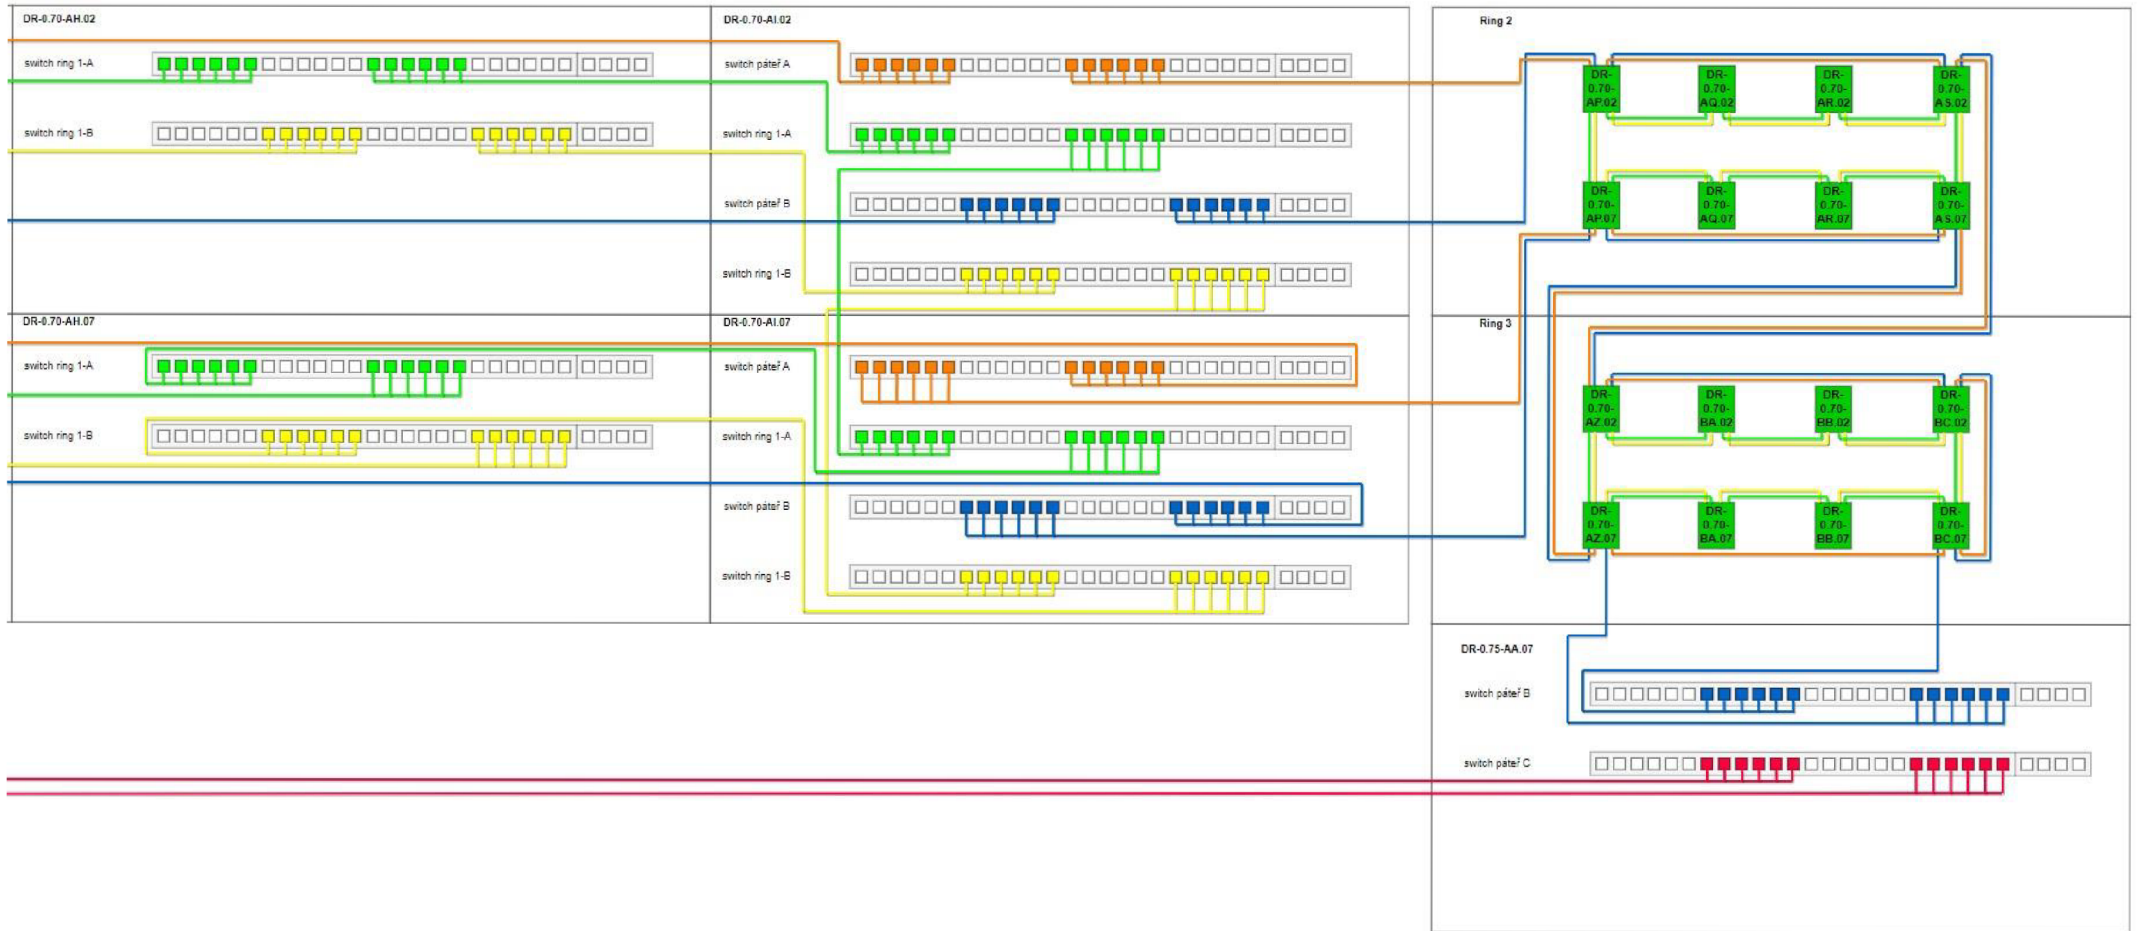 DR-0.70-AH.02
switch ring 1-A
switch ring 1-B
DR-0.70-AI.02
switch páteř A
switch ring 1-A
switch páteř B
switch ring 1-B
DR-0.70-AH.07
switch ring 1-A
switch ring 1-B
DR-0.70-AI.07
switch páteř A
switch ring 1-A
switch páteř B
switch ring 1-B
Ring 2
DR-
0.70-
AP.02
DR-
0.70-
AQ.02
DR-
0.70-
AR.02
DR-
0.70-
AS.02
DR-
0.70-
AP.07
DR-
0.70-
AQ.07
DR-
0.70-
AR.07
DR-
0.70-
AS.07
Ring 3
DR-
0.70-
AZ.02
DR-
0.70-
BA.02
DR-
0.70-
BB.02
DR-
0.70-
BC.02
DR-
0.70-
AZ.07
DR-
0.70-
BA.07
DR-
0.70-
BB.07
DR-
0.70-
BC.07
DR-0.75-AA.07
switch páteř B
switch páteř C